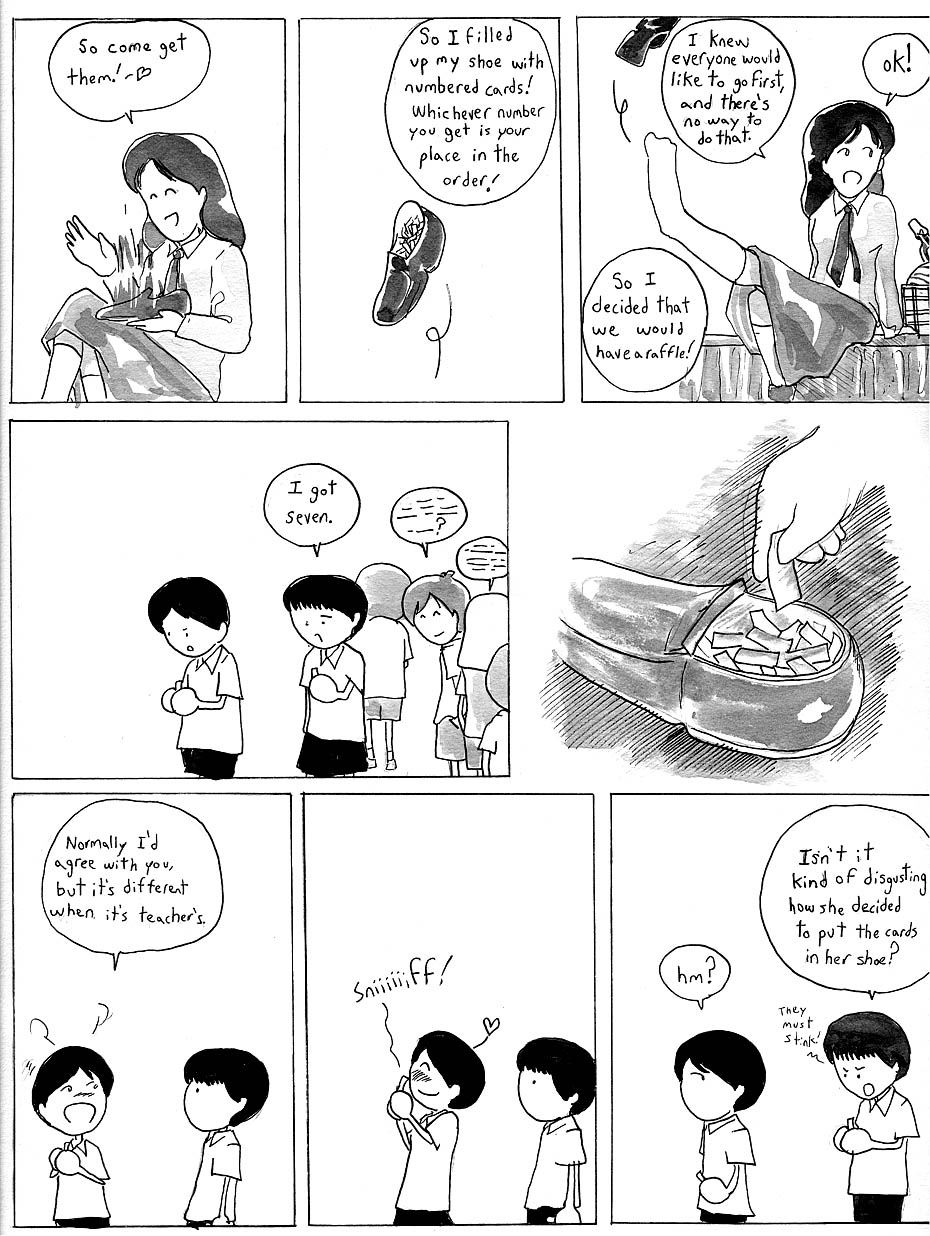 ok!
I knew
everyone would
like to go first,
and there's
no way to
do that.
So I
decided that
we would
have a raffle!
So I filled
up my shoe with
numbered cards!
Whichever number
you get is your
place in the
order!
So come get
them!~♡
?
I got
seven.
Isn't it
kind of disgusting
how she decided
to put the cards
in her shoe?
They
must
stink!
hm?
Sniiiiiiff!
Normally I'd
agree with you,
but it's different
when it's teacher's.